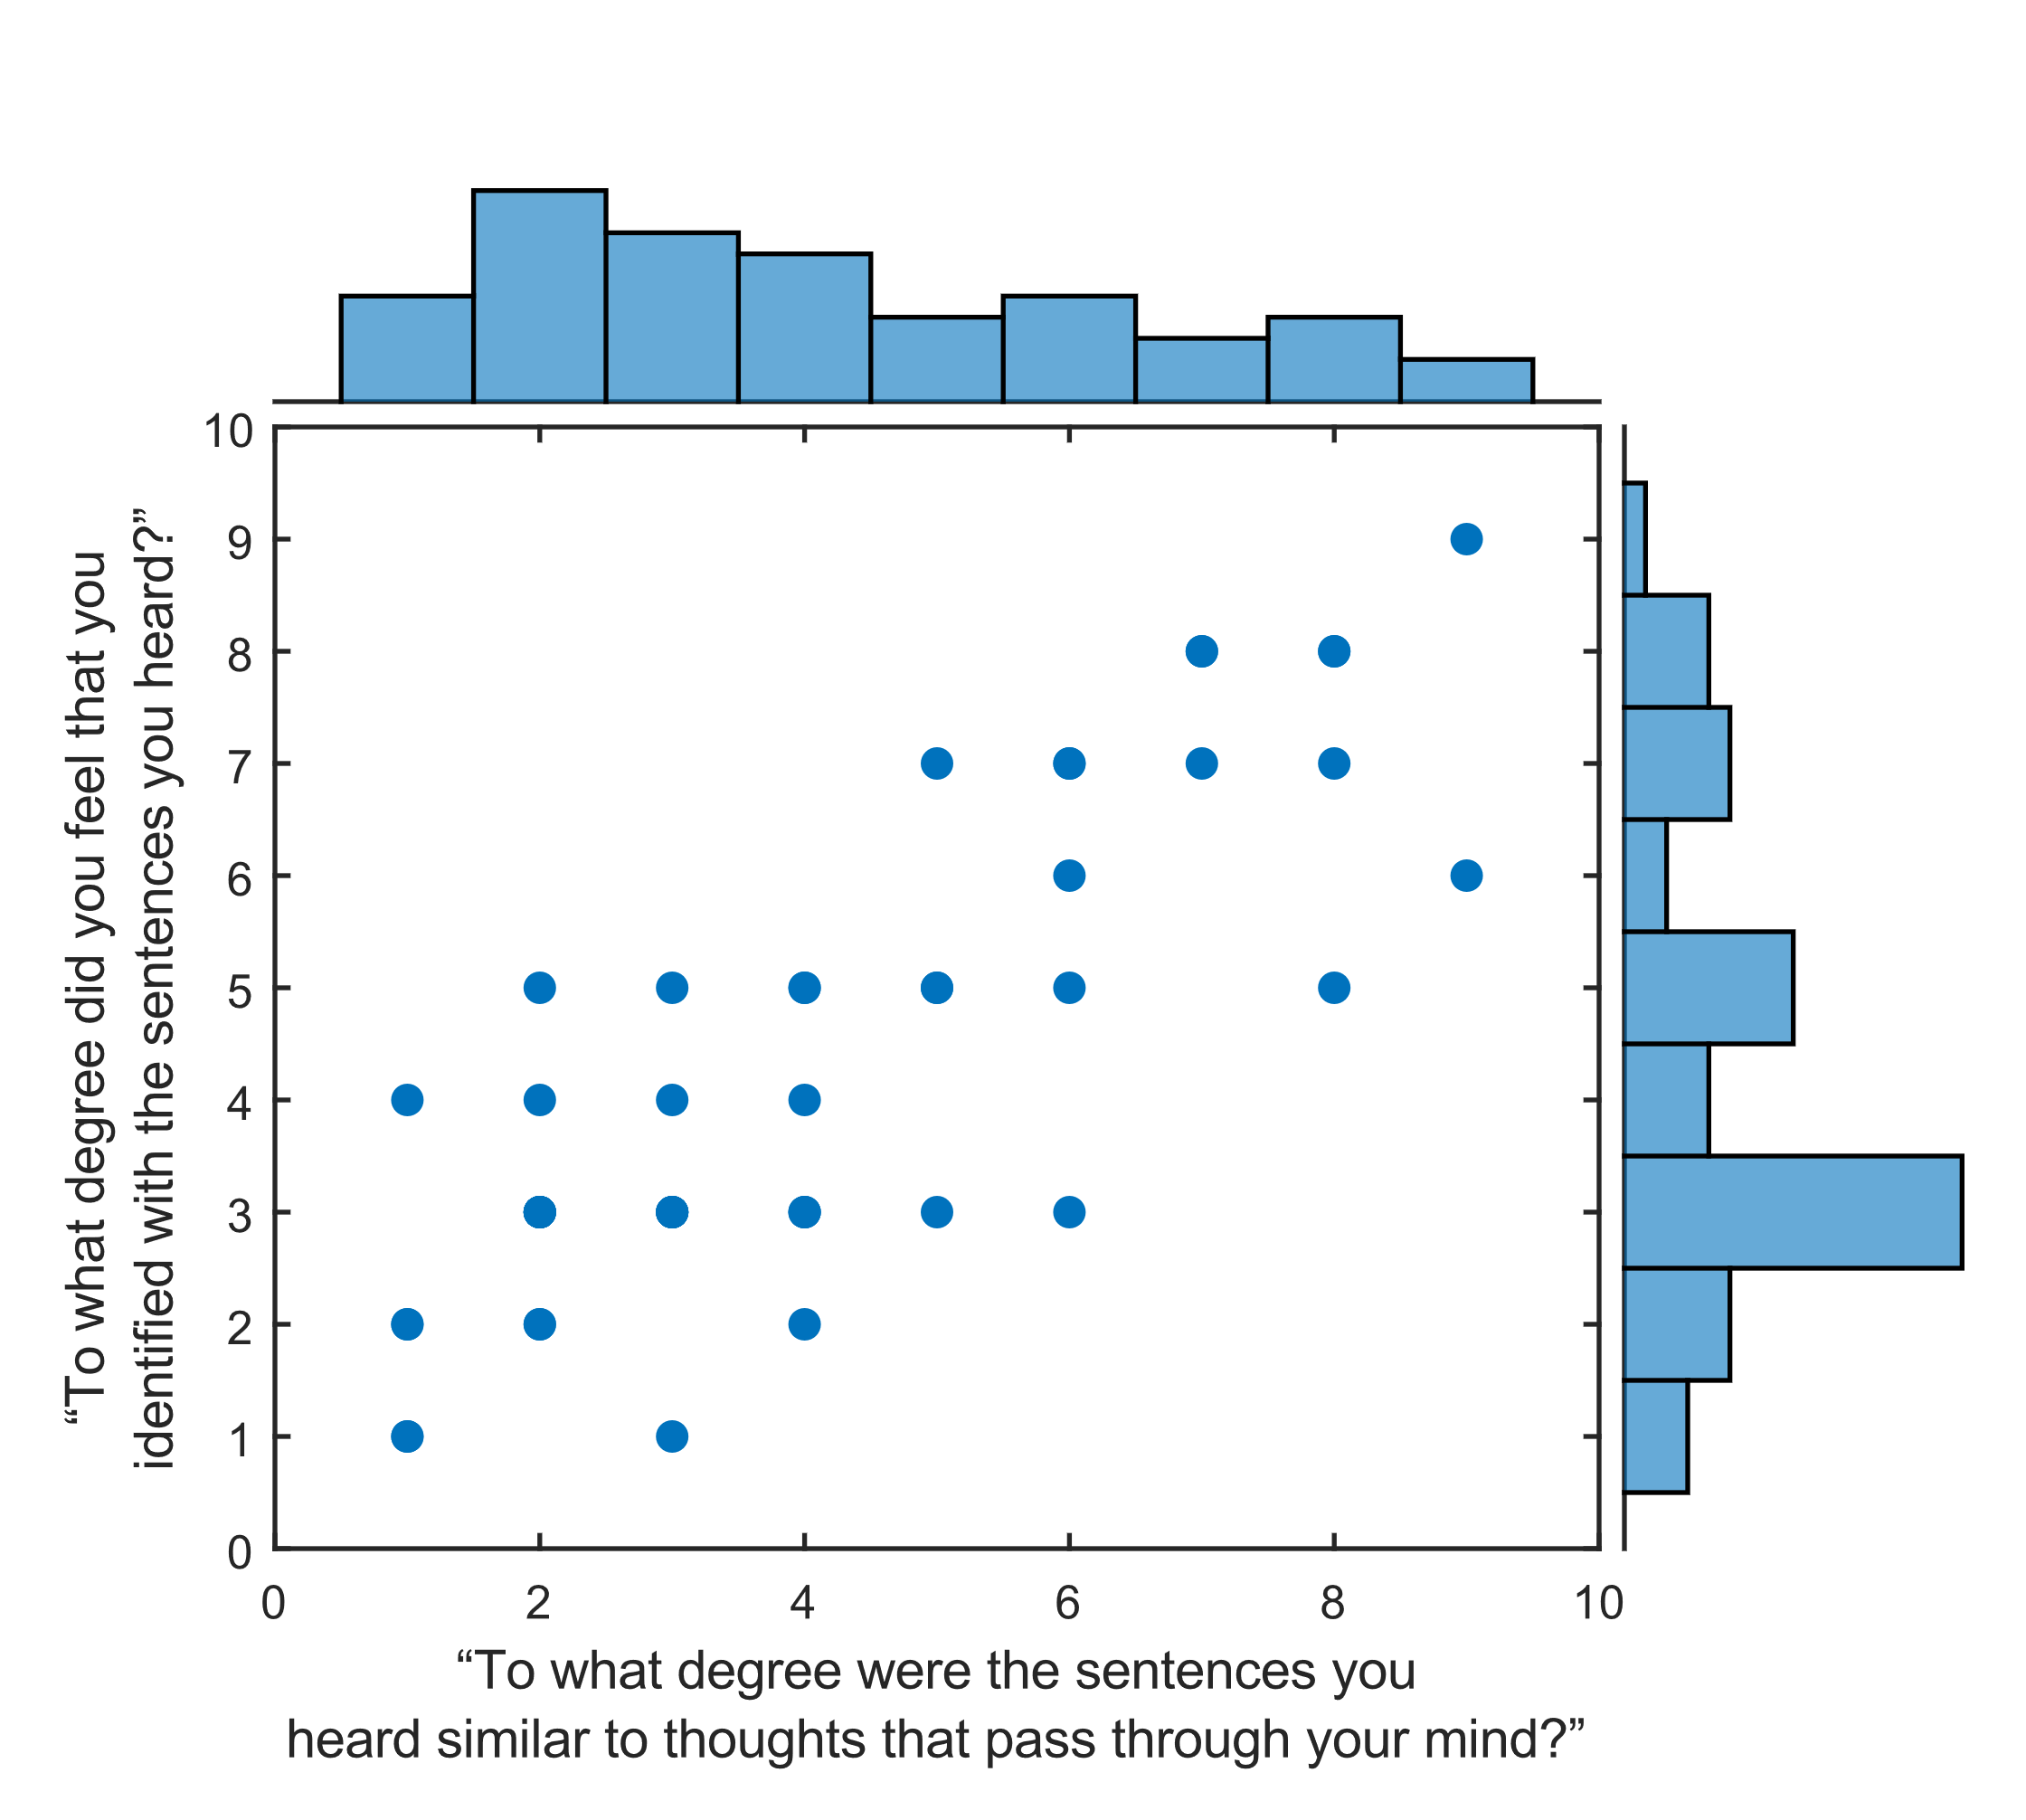 “To what degree did you feel that you
identified with the sentences you heard?”
10
9
8
7
6
5
4
3
2
1
0
0 2 4 6 8 10
“To what degree were the sentences you
heard similar to thoughts that pass through your mind?”